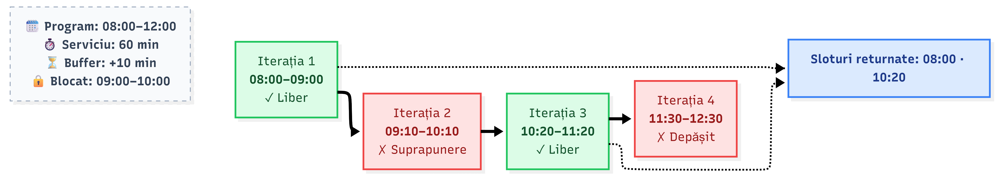 Program: 08:00–12:00
Serviciu: 60 min
Buffer: +10 min
Blocat: 09:00–10:00
Iterația 1
08:00–09:00
✓ Liber
Iterația 2
09:10–10:10
✗ Suprapunere
Iterația 3
10:20–11:20
✓ Liber
Iterația 4
11:30–12:30
✗ Depășit
Sloturi returnate: 08:00 ·
10:20